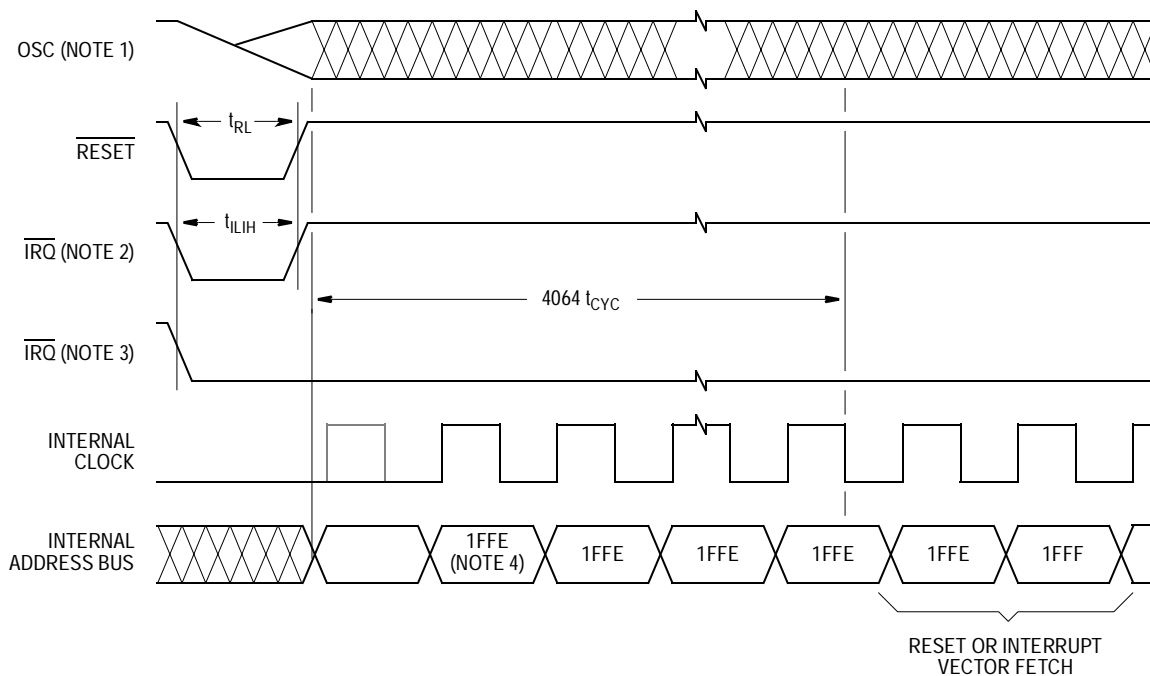 OSC (NOTE 1)
t_RL
RESET
t_ILIH
IRQ (NOTE 2)
4064 t_CYC
IRQ (NOTE 3)
INTERNAL
CLOCK
INTERNAL
ADDRESS BUS
1FFE
(NOTE 4)
1FFE
1FFE
1FFE
1FFE
1FFF
RESET OR INTERRUPT
VECTOR FETCH